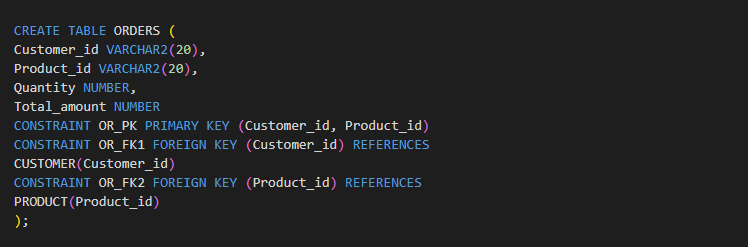 CREATE TABLE ORDERS (
Customer_id VARCHAR2(20),
Product_id VARCHAR2(20),
Quantity NUMBER,
Total_amount NUMBER
CONSTRAINT OR_PK PRIMARY KEY (Customer_id, Product_id)
CONSTRAINT OR_FK1 FOREIGN KEY (Customer_id) REFERENCES
CUSTOMER(Customer_id)
CONSTRAINT OR_FK2 FOREIGN KEY (Product_id) REFERENCES
PRODUCT(Product_id)
);